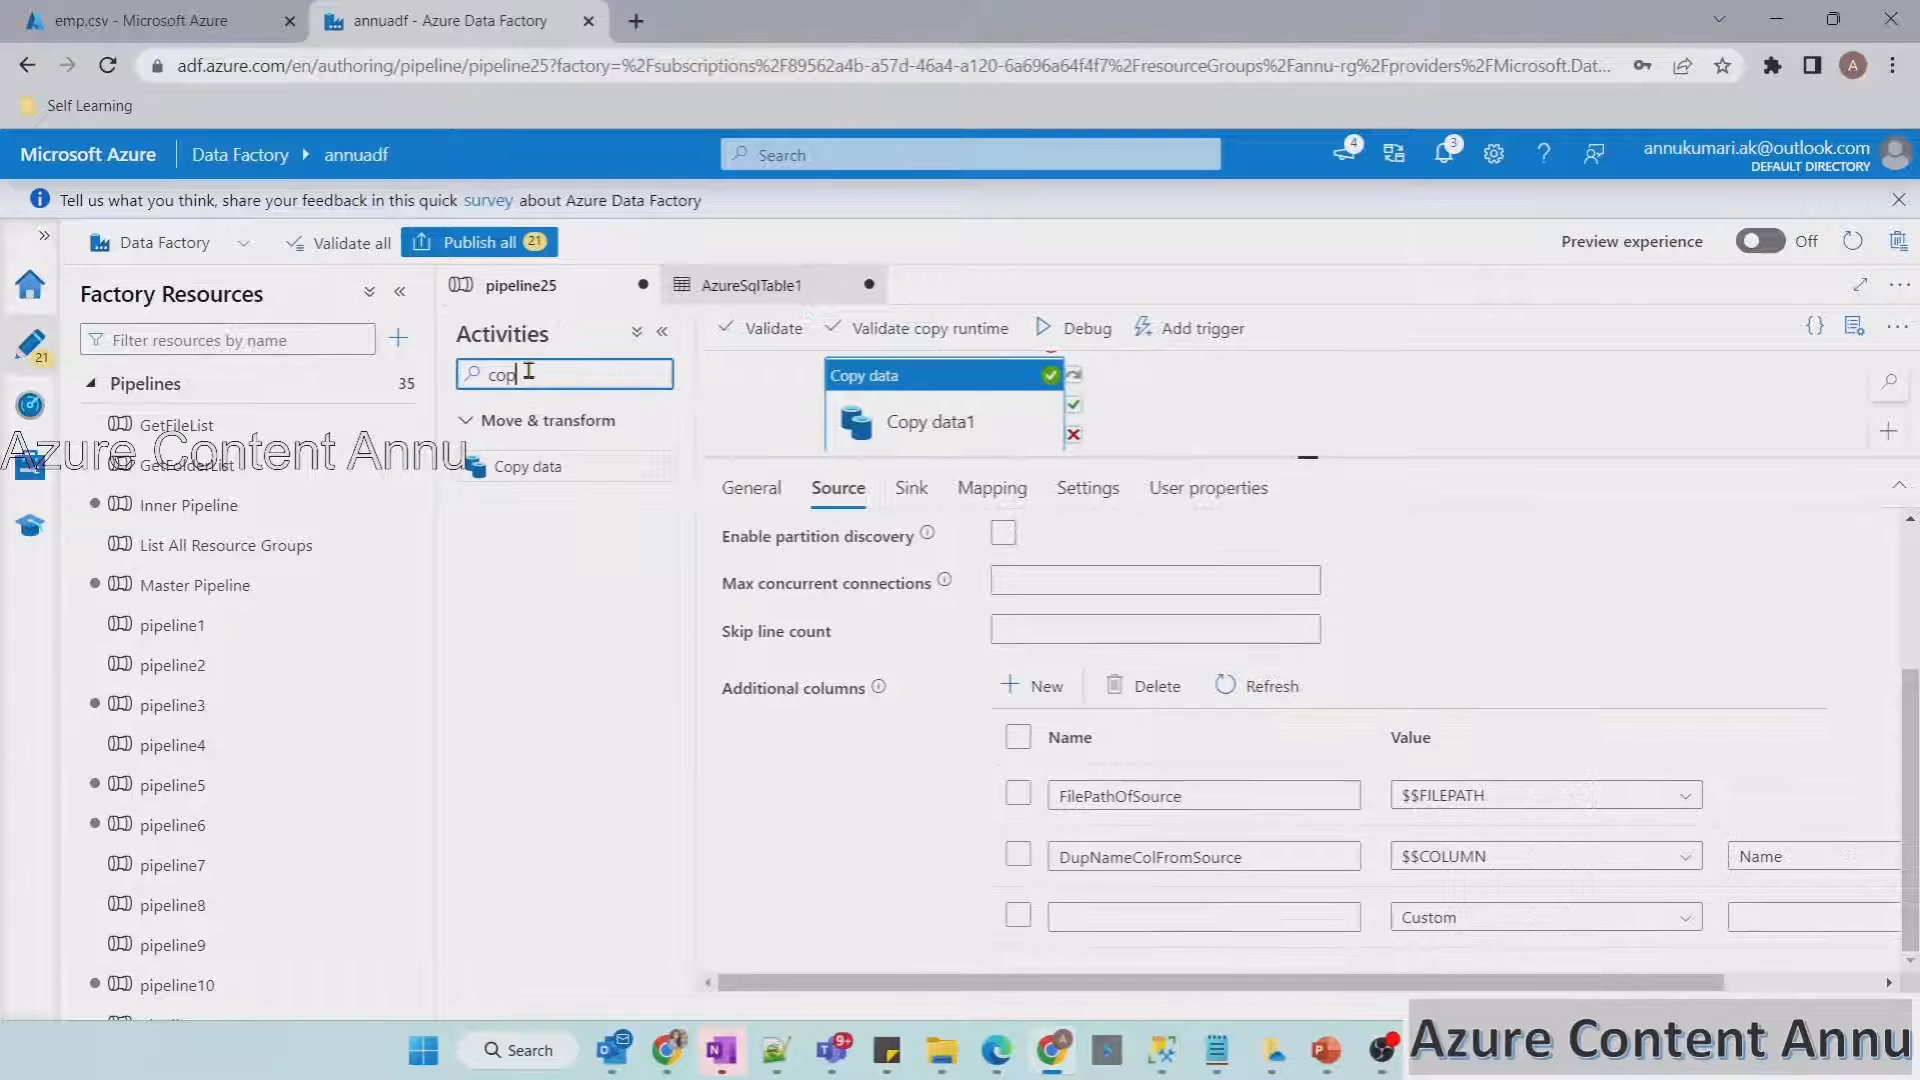 emp.csv - Microsoft Azure
annuadf - Azure Data Factory
adf.azure.com/en/authoring/pipeline/pipeline25?factory=%2Fsubscriptions%2F89562a4b-a57d-46a4-a120-6a696a64f4f7%2FresourceGroups%2Fannu-rg%2Fproviders%2FMicrosoft.Dat...
A
Self Learning
Microsoft Azure
Data Factory
annuadf
Search
4
3
annukumari.ak@outlook.com
DEFAULT DIRECTORY
Tell us what you think, share your feedback in this quick survey about Azure Data Factory
Data Factory
Validate all
Publish all 21
Preview experience
Off
Factory Resources
Filter resources by name
21
Pipelines 35
GetFileList
Azure Content Annu
GetFolderList
Inner Pipeline
List All Resource Groups
Master Pipeline
pipeline1
pipeline2
pipeline3
pipeline4
pipeline5
pipeline6
pipeline7
pipeline8
pipeline9
pipeline10
pipeline25
AzureSqlTable1
Activities
cop
Move & transform
Copy data
Validate
Validate copy runtime
Debug
Add trigger
Copy data
Copy data1
General
Source
Sink
Mapping
Settings
User properties
Enable partition discovery
Max concurrent connections
Skip line count
Additional columns
New
Delete
Refresh
Name
Value
FilePathOfSource
$$FILEPATH
DupNameColFromSource
$$COLUMN
Name
Custom
Search
9+
A
Azure Content Annu